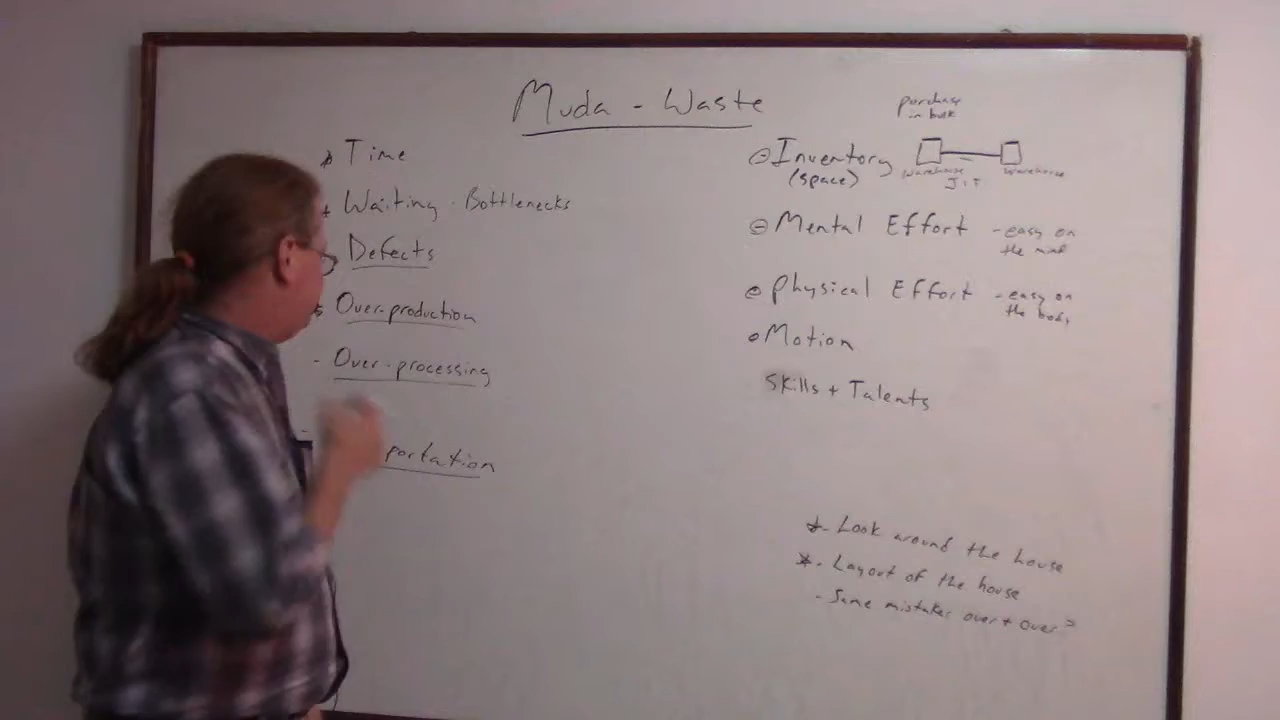 Muda - Waste
Time
Waiting - Bottlenecks
Defects
Over-production
- Over-processing
portation
purchase
in bulk
Inventory
(space)
Warehouse
Warehouse
JIT
Mental Effort - easy on
the mind
Physical Effort - easy on
the body
Motion
Skills + Talents
- Look around the house
- Layout of the house
- Same mistakes over + over?